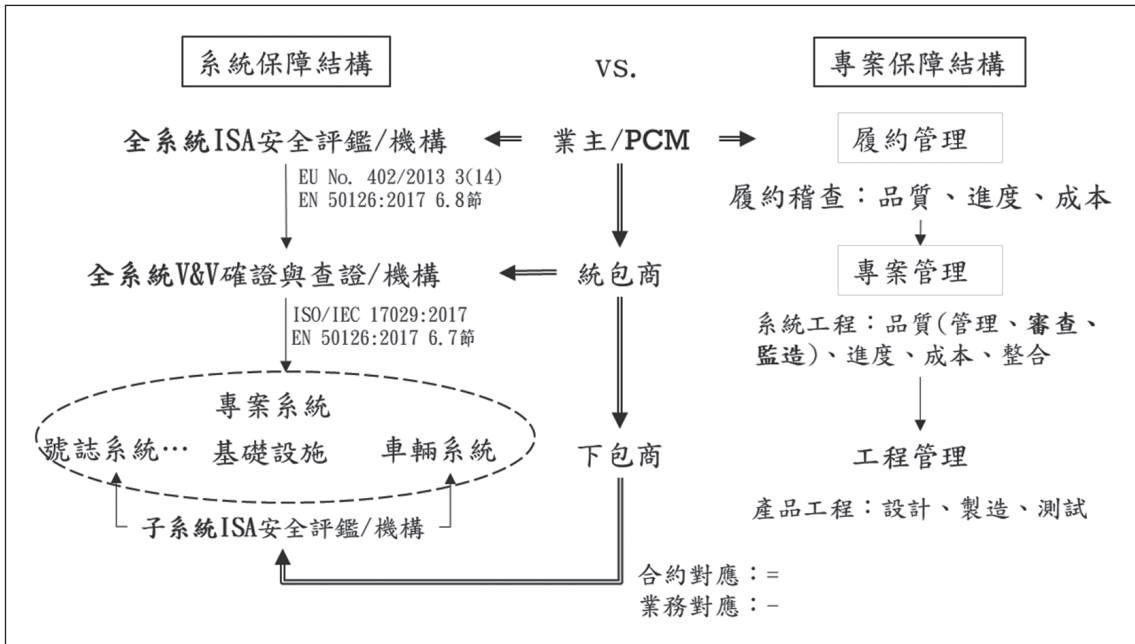 系統保障結構
vs.
專案保障結構
全系統ISA安全評鑑/機構
業主/PCM
履約管理
EU No. 402/2013 3(14)
EN 50126:2017 6.8節
履約稽查：品質、進度、成本
全系統V&V確證與查證/機構
統包商
專案管理
ISO/IEC 17029:2017
EN 50126:2017 6.7節
系統工程：品質(管理、審查、
監造)、進度、成本、整合
專案系統
號誌系統…
基礎設施
車輛系統
下包商
工程管理
子系統ISA安全評鑑/機構
產品工程：設計、製造、測試
合約對應：=
業務對應：-